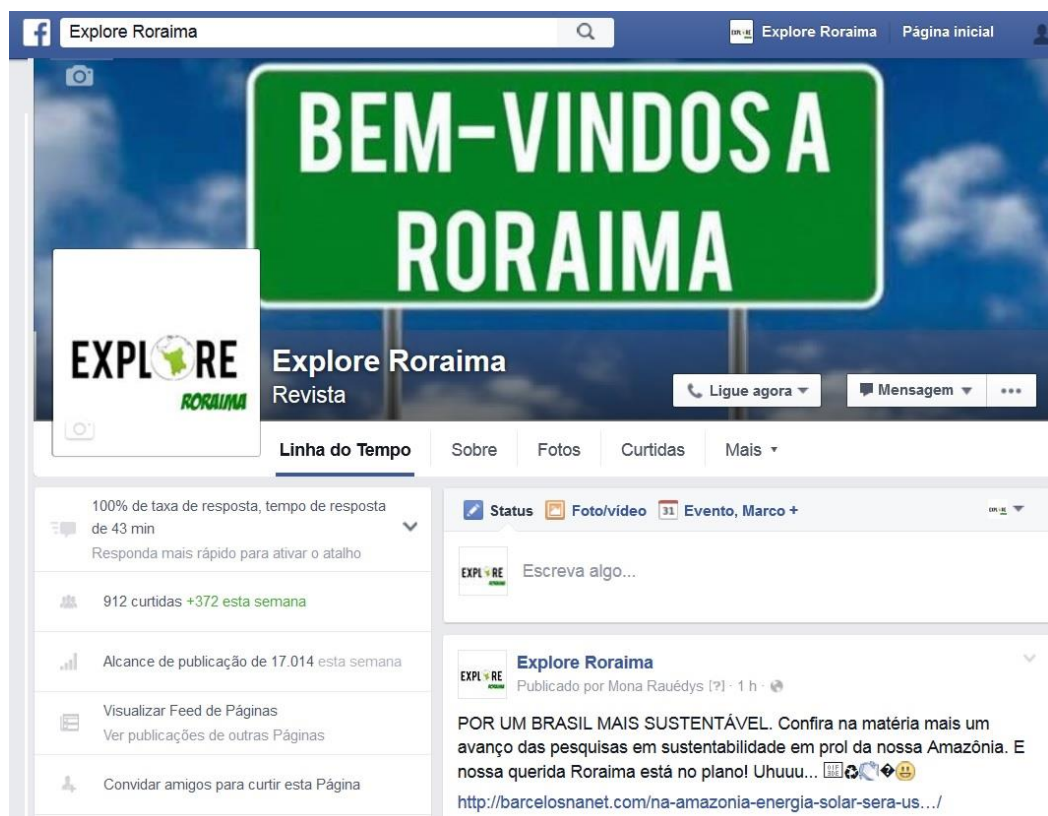 Explore Roraima
Explore Roraima
Página inicial
BEM-VINDOS A
RORAIMA
EXPLORE
RORAIMA
Explore Roraima
Revista
Ligue agora
Mensagem
Linha do Tempo
Sobre
Fotos
Curtidas
Mais
100% de taxa de resposta, tempo de resposta
de 43 min
Responda mais rápido para ativar o atalho
912 curtidas +372 esta semana
Alcance de publicação de 17.014 esta semana
Visualizar Feed de Páginas
Ver publicações de outras Páginas
Convidar amigos para curtir esta Página
Status
Foto/vídeo
31 Evento, Marco +
EXPLORE
Escreva algo...
EXPLORE
Explore Roraima
Publicado por Mona Rauédys [?] · 1 h ·
POR UM BRASIL MAIS SUSTENTÁVEL. Confira na matéria mais um
avanço das pesquisas em sustentabilidade em prol da nossa Amazônia. E
nossa querida Roraima está no plano! Uhuuu...
http://barcelosnanet.com/na-amazonia-energia-solar-sera-us…/